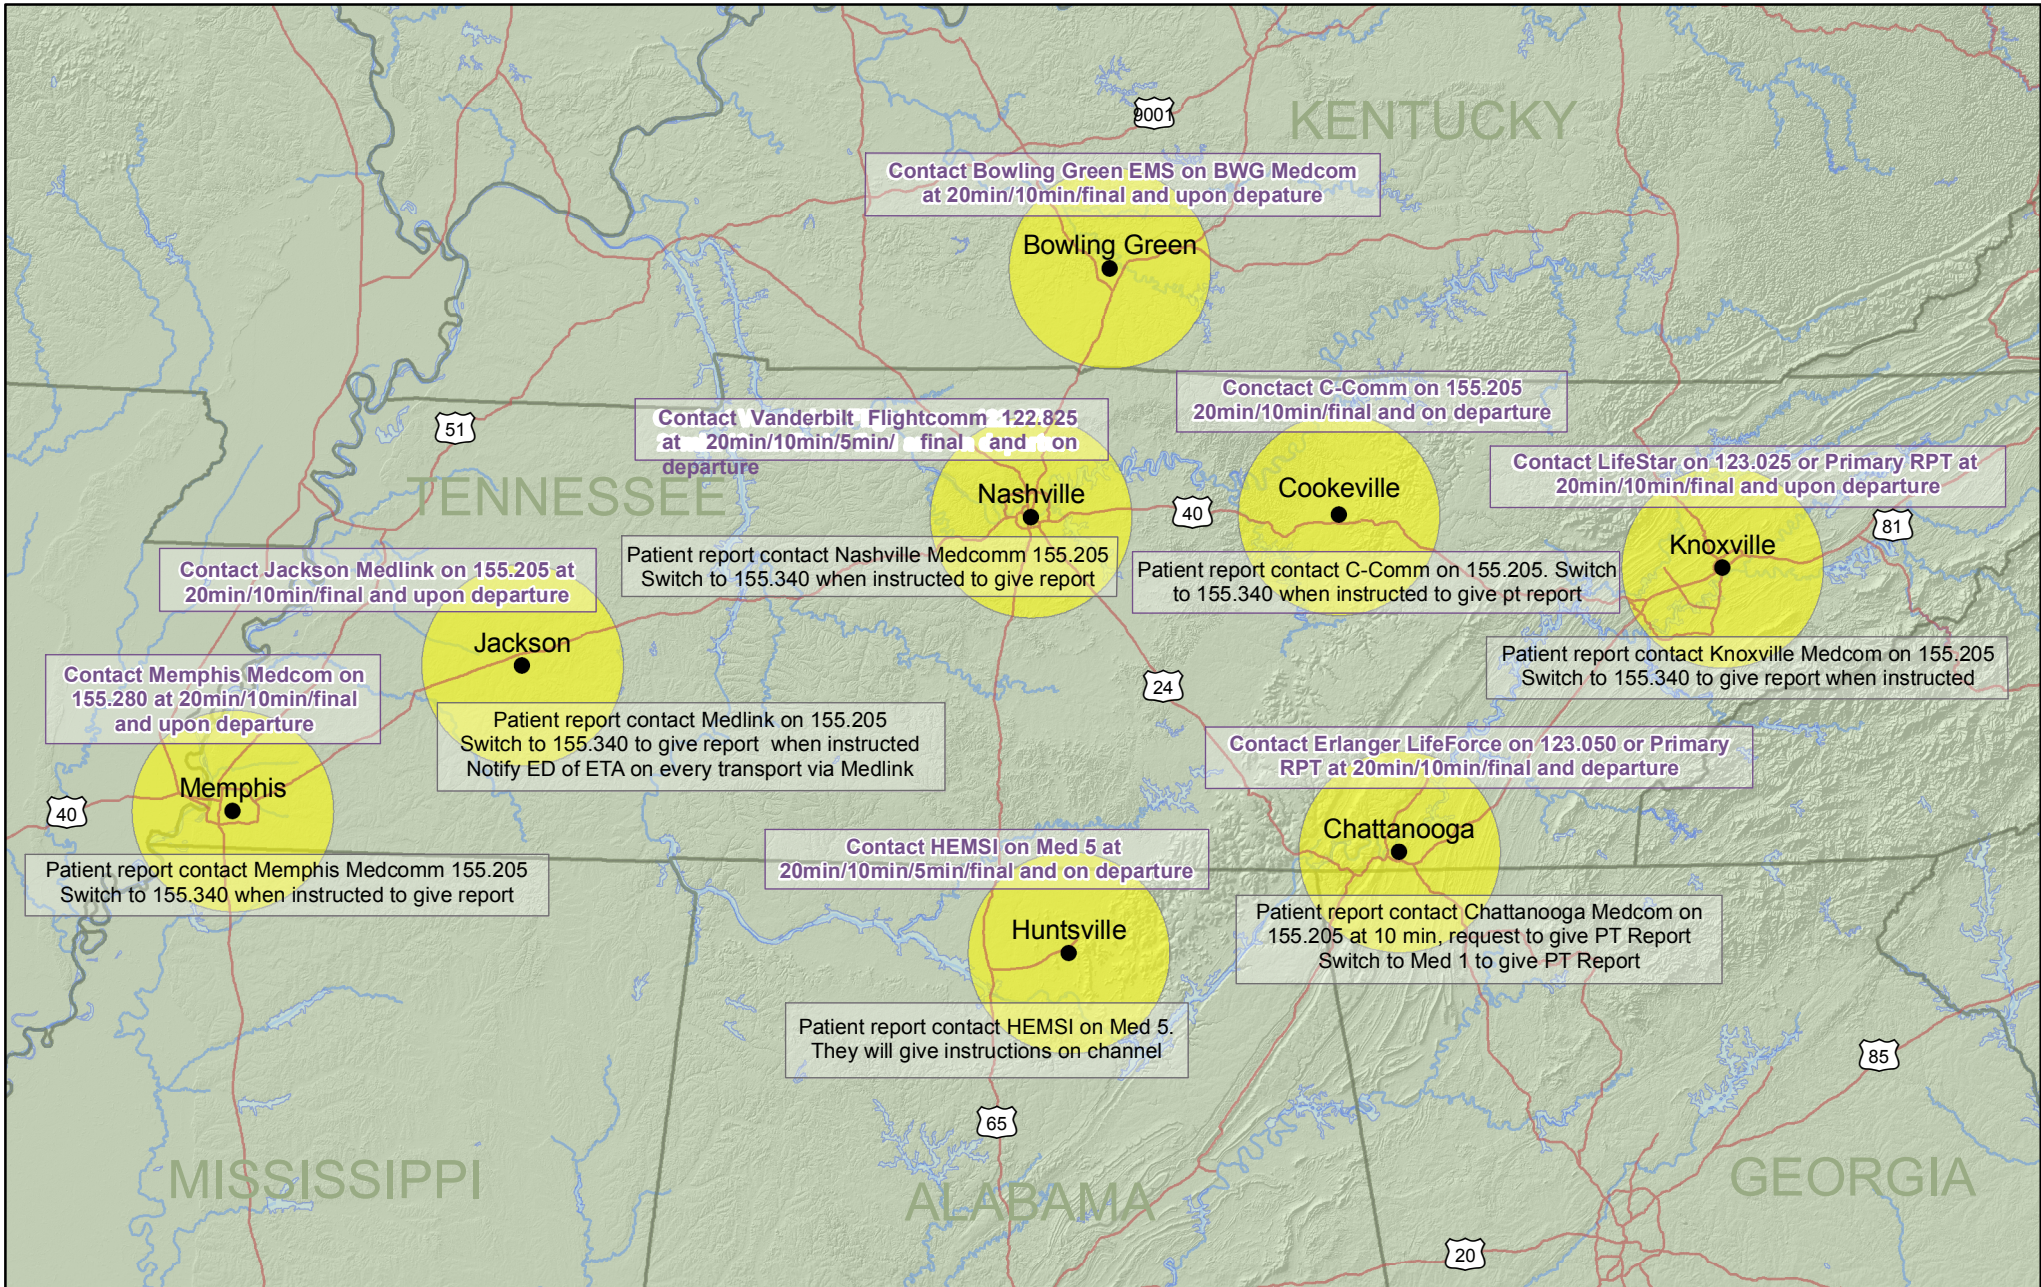 9001
KENTUCKY
Contact Bowling Green EMS on BWG Medcom
at 20min/10min/final and upon depature
Bowling Green
Conctact C-Comm on 155.205
20min/10min/final and on departure
51
Contact Vanderbilt Flightcomm 122.825
at 20min/10min/5min/ final and on
departure
TENNESSEE
Nashville
40
Cookeville
Contact LifeStar on 123.025 or Primary RPT at
20min/10min/final and upon departure
81
Knoxville
Patient report contact Nashville Medcomm 155.205
Switch to 155.340 when instructed to give report
Patient report contact C-Comm on 155.205. Switch
to 155.340 when instructed to give pt report
Contact Jackson Medlink on 155.205 at
20min/10min/final and upon departure
Jackson
Patient report contact Knoxville Medcom on 155.205
Switch to 155.340 to give report when instructed
Contact Memphis Medcom on
155.280 at 20min/10min/final
and upon departure
24
Patient report contact Medlink on 155.205
Switch to 155.340 to give report when instructed
Notify ED of ETA on every transport via Medlink
Contact Erlanger LifeForce on 123.050 or Primary
RPT at 20min/10min/final and departure
Memphis
40
Chattanooga
Contact HEMSI on Med 5 at
20min/10min/5min/final and on departure
Patient report contact Memphis Medcomm 155.205
Switch to 155.340 when instructed to give report
Huntsville
Patient report contact Chattanooga Medcom on
155.205 at 10 min, request to give PT Report
Switch to Med 1 to give PT Report
Patient report contact HEMSI on Med 5.
They will give instructions on channel
85
65
MISSISSIPPI
ALABAMA
GEORGIA
20